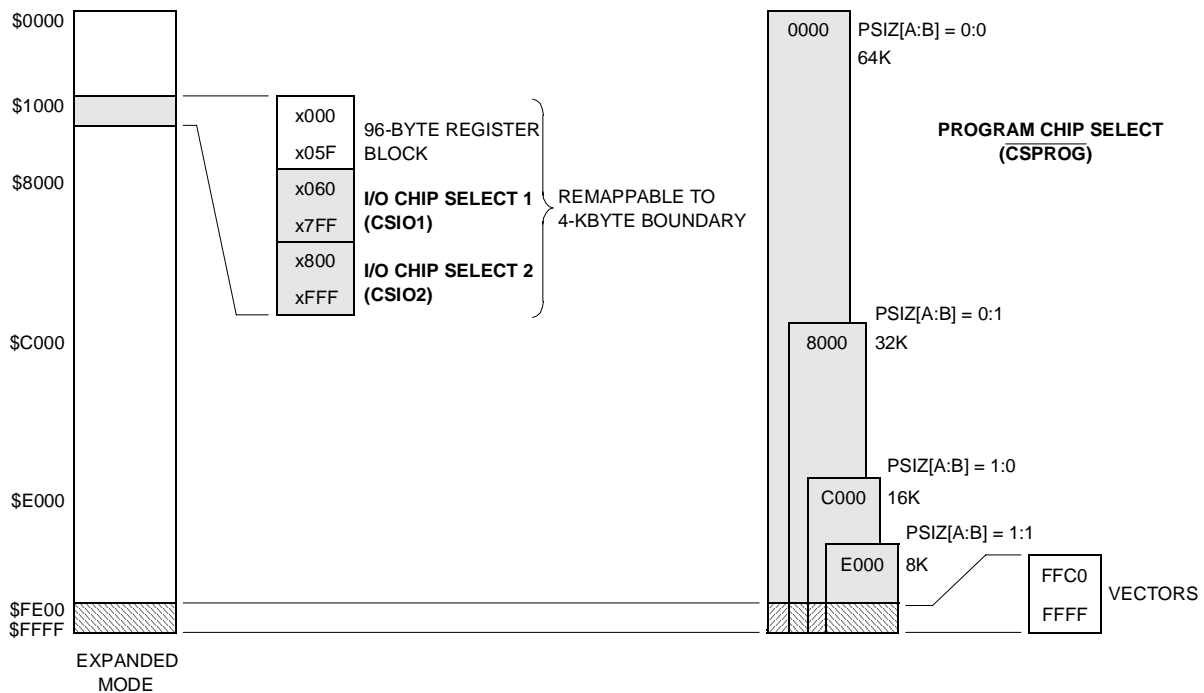 $0000
$1000
$8000
$C000
$E000
$FE00
$FFFF
EXPANDED
MODE
x000
x05F
96-BYTE REGISTER
BLOCK
x060
x7FF
I/O CHIP SELECT 1
(CSIO1)
x800
xFFF
I/O CHIP SELECT 2
(CSIO2)
REMAPPABLE TO
4-KBYTE BOUNDARY
0000
PSIZ[A:B] = 0:0
64K
PROGRAM CHIP SELECT
(CSPROG)
8000
PSIZ[A:B] = 0:1
32K
C000
PSIZ[A:B] = 1:0
16K
E000
PSIZ[A:B] = 1:1
8K
FFC0
FFFF
VECTORS